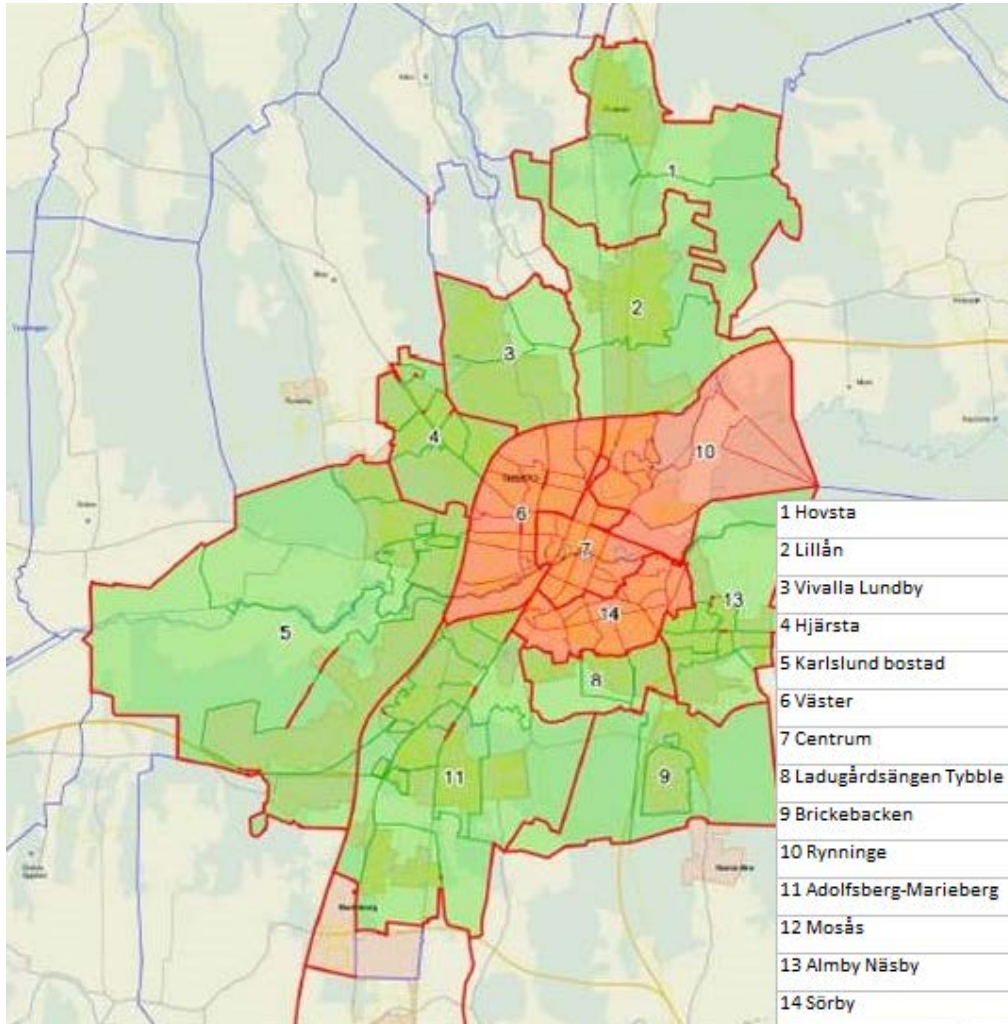 1
2
3
4
10
6
7
13
14
5
8
11
9
1 Hovsta
2 Lillån
3 Vivalla Lundby
4 Hjärsta
5 Karlslund bostad
6 Väster
7 Centrum
8 Ladugårdsängen Tybble
9 Brickebacken
10 Rynninge
11 Adolfsberg-Marieberg
12 Mosås
13 Almby Näsby
14 Sörby